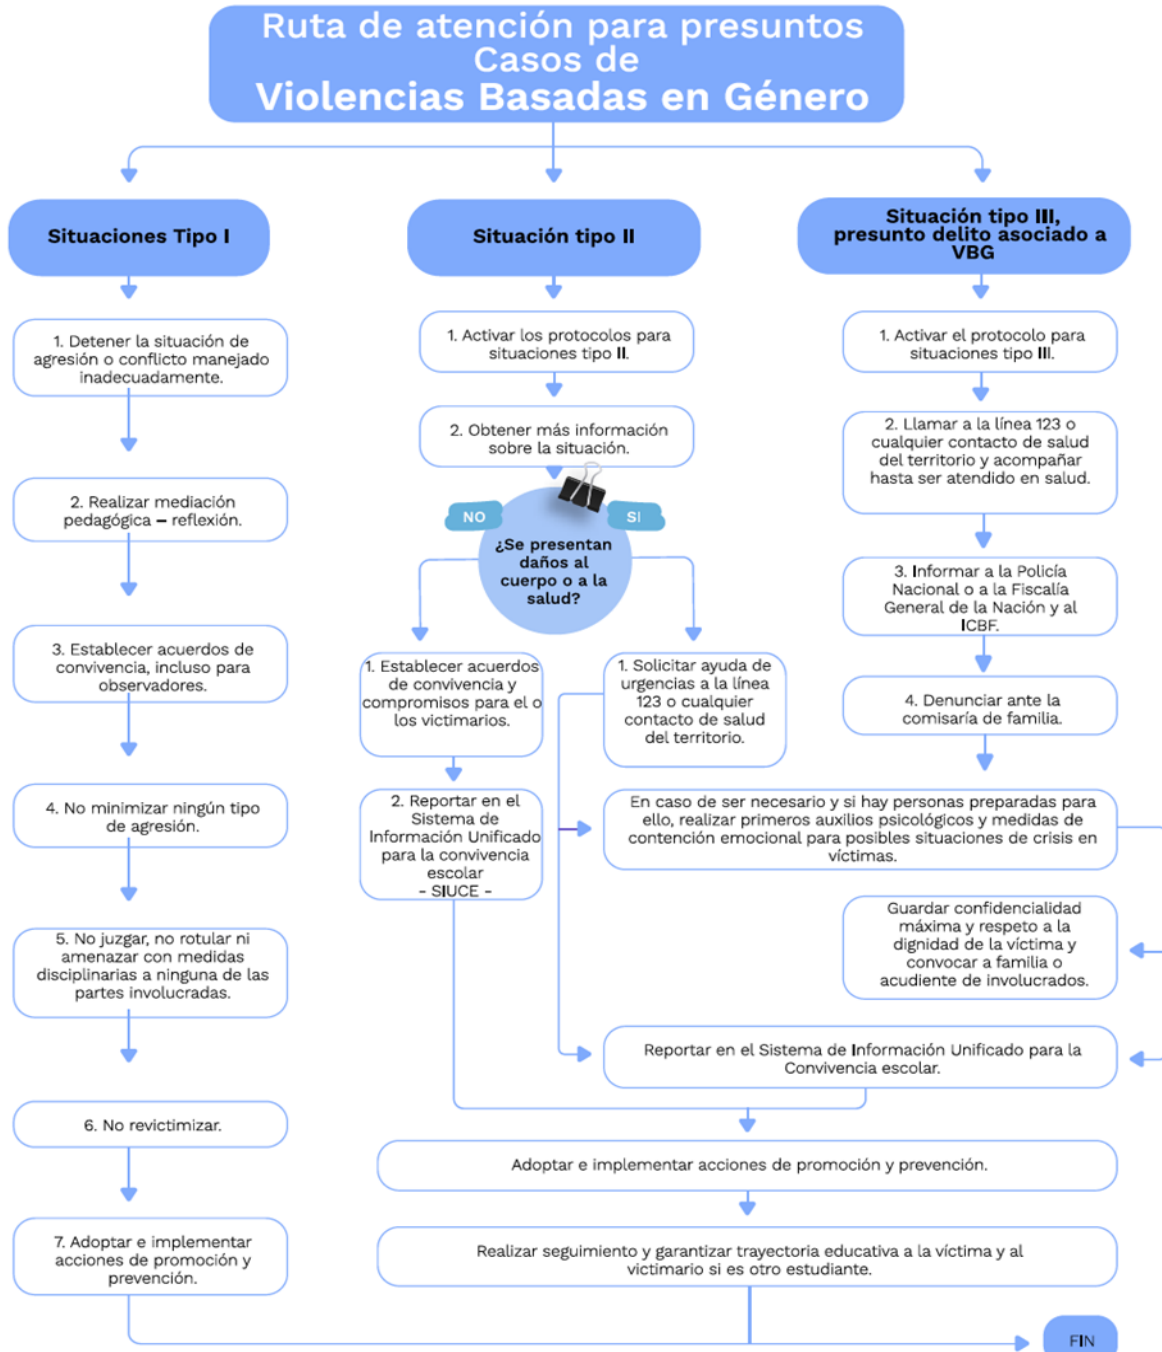 Ruta de atención para presuntos
Casos de
Violencias Basadas en Género
Situaciones Tipo I
1. Detener la situación de
agresión o conflicto manejado
inadecuadamente.
2. Realizar mediación
pedagógica – reflexión.
3. Establecer acuerdos de
convivencia, incluso para
observadores.
4. No minimizar ningún tipo
de agresión.
5. No juzgar, no rotular ni
amenazar con medidas
disciplinarias a ninguna de las
partes involucradas.
6. No revictimizar.
7. Adoptar e implementar
acciones de promoción y
prevención.
Situación tipo II
1. Activar los protocolos para
situaciones tipo II.
2. Obtener más información
sobre la situación.
NO
SI
¿Se presentan
daños al
cuerpo o a la
salud?
1. Establecer acuerdos
de convivencia y
compromisos para el o
los victimarios.
2. Reportar en el
Sistema de
Información Unificado
para la convivencia
escolar
- SIUCE -
1. Solicitar ayuda de
urgencias a la línea
123 o cualquier
contacto de salud
del territorio.
Situación tipo III,
presunto delito asociado a
VBG
1. Activar el protocolo para
situaciones tipo III.
2. Llamar a la línea 123 o
cualquier contacto de salud
del territorio y acompañar
hasta ser atendido en salud.
3. Informar a la Policía
Nacional o a la Fiscalía
General de la Nación y al
ICBF.
4. Denunciar ante la
comisaría de familia.
En caso de ser necesario y si hay personas preparadas para
ello, realizar primeros auxilios psicológicos y medidas de
contención emocional para posibles situaciones de crisis en
víctimas.
Guardar confidencialidad
máxima y respeto a la
dignidad de la víctima y
convocar a familia o
acudiente de involucrados.
Reportar en el Sistema de Información Unificado para la
Convivencia escolar.
Adoptar e implementar acciones de promoción y prevención.
Realizar seguimiento y garantizar trayectoria educativa a la víctima y al
victimario si es otro estudiante.
FIN